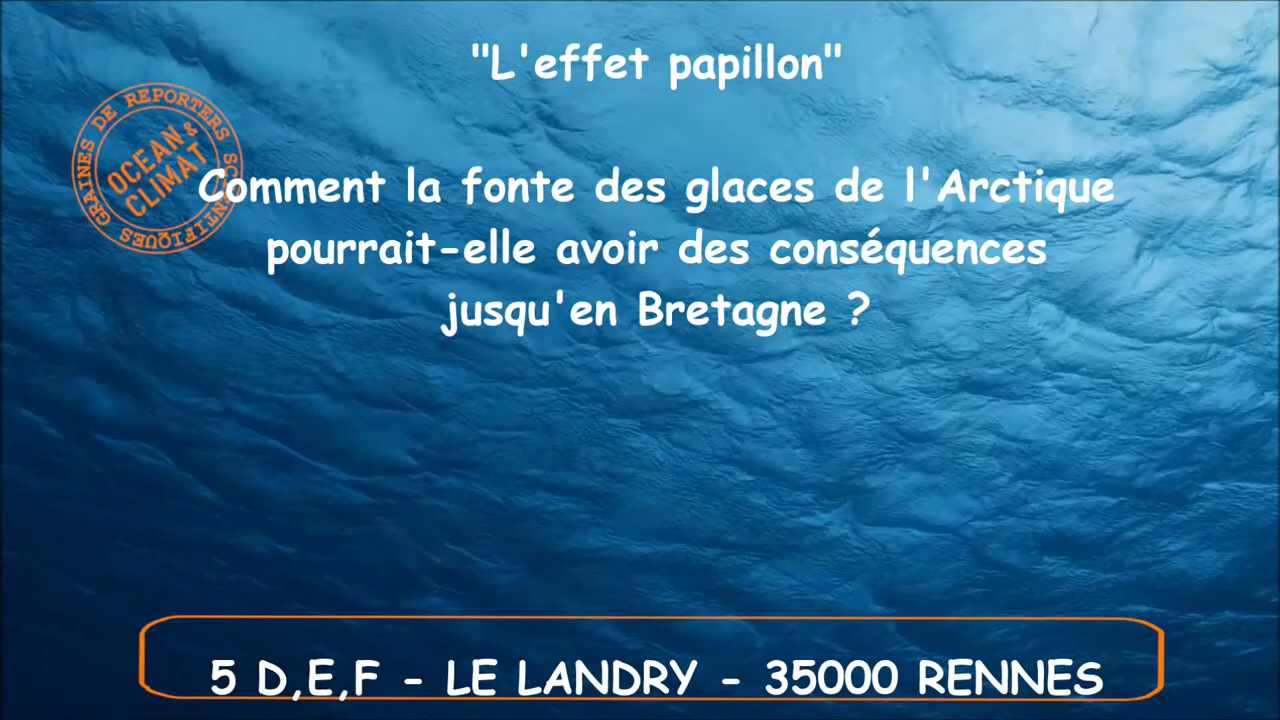 "L'effet papillon"
GRAINES DE REPORTERS SCIENTIFIQUES
OCEAN &
CLIMAT
Comment la fonte des glaces de l'Arctique
pourrait-elle avoir des conséquences
jusqu'en Bretagne ?
5 D,E,F - LE LANDRY - 35000 RENNES